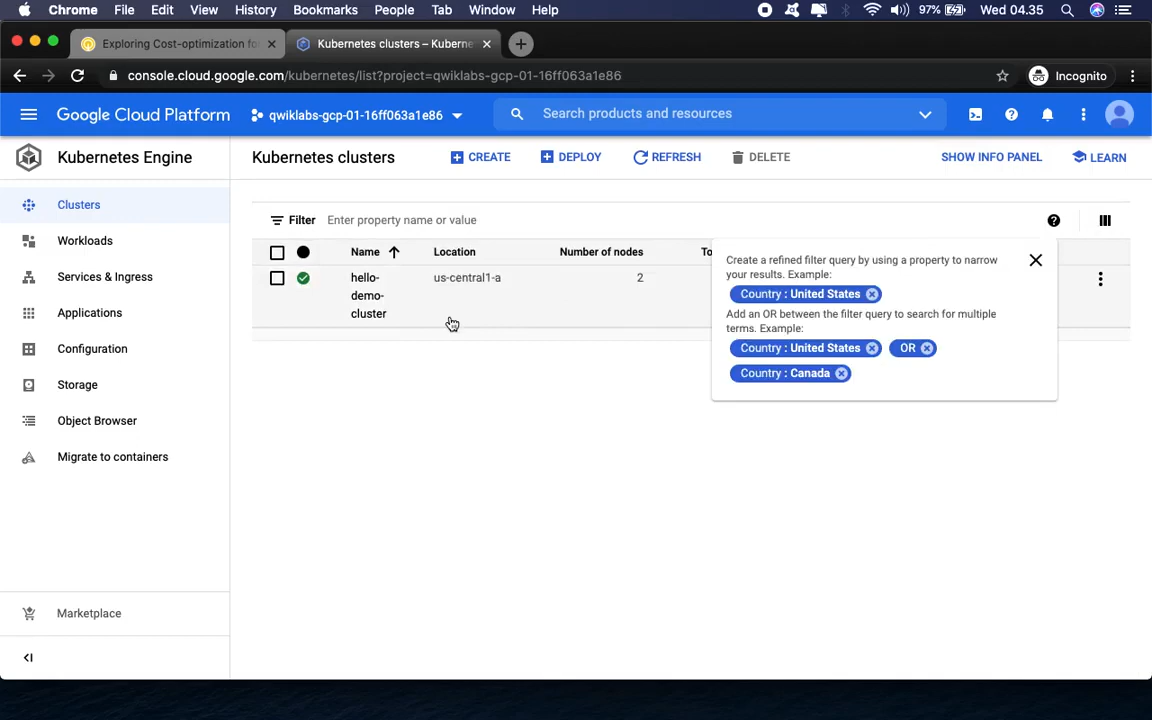 Chrome File Edit View History Bookmarks People Tab Window Help 97% Wed 04.35
Exploring Cost-optimization fo
Kubernetes clusters – Kuberne
console.cloud.google.com/kubernetes/list?project=qwiklabs-gcp-01-16ff063a1e86
Incognito
Google Cloud Platform
qwiklabs-gcp-01-16ff063a1e86
Search products and resources
Kubernetes Engine
Kubernetes clusters
CREATE
DEPLOY
REFRESH
DELETE
SHOW INFO PANEL
LEARN
Clusters
Workloads
Services & Ingress
Applications
Configuration
Storage
Object Browser
Migrate to containers
Marketplace
Filter Enter property name or value
Name Location Number of nodes To
hello-
demo-
cluster
us-central1-a
2
Create a refined filter query by using a property to narrow
your results. Example:
Country : United States
Add an OR between the filter query to search for multiple
terms. Example:
Country : United States OR
Country : Canada